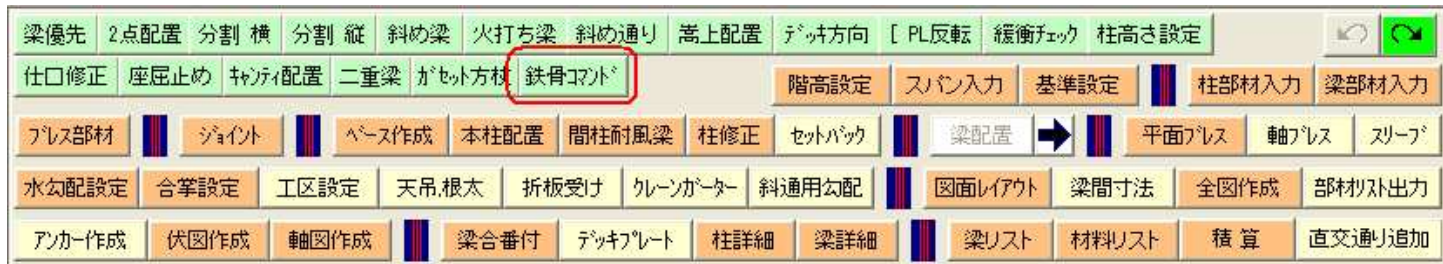 梁優先 2点配置 分割 横 分割 縦 斜め梁 火打ち梁 斜め通り 嵩上配置 デッキ方向 [ PL反転 緩衝チェック 柱高さ設定
仕口修正 座屈止め キャンティ配置 二重梁 ガセット方杖 鉄骨コマンド 階高設定 スパン入力 基準設定 柱部材入力 梁部材入力
ブレス部材 ジョイント ベース作成 本柱配置 間柱耐風梁 柱修正 セットバック 梁配置 平面ブレス 軸ブレス スリーブ
水勾配設定 合掌設定 工区設定 天吊.根太 折板受け クレーンガーター 斜通用勾配 図面レイアウト 梁間寸法 全図作成 部材リスト出力
アンカー作成 伏図作成 軸図作成 梁合番付 デッキプレート 柱詳細 梁詳細 梁リスト 材料リスト 積 算 直交通り追加